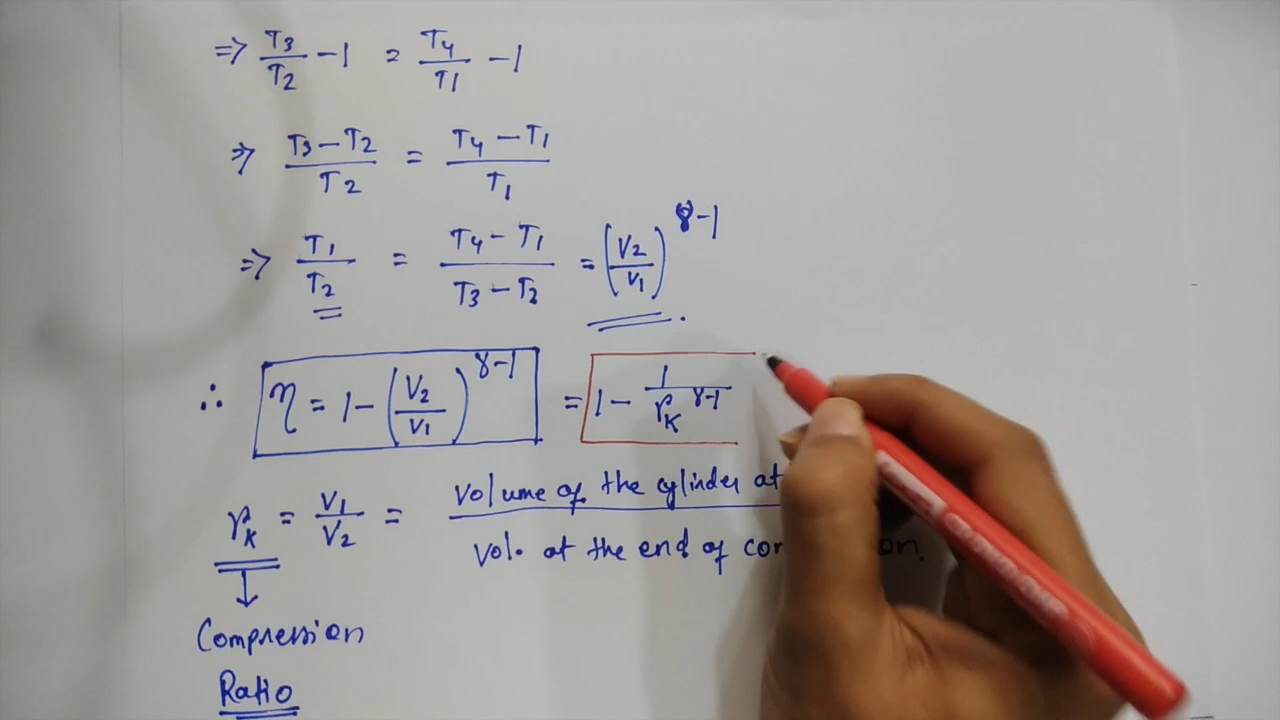 => T3/T2 - 1 = T4/T1 - 1
=> T3 - T2 / T2 = T4 - T1 / T1
=> T1/T2 = T4 - T1 / T3 - T2 = (V2/V1)^γ-1
∴ η = 1 - (V2/V1)^γ-1 = 1 - 1/rk^γ-1
rk = V1/V2 = Volume of the cylinder at
Vol. at the end of
Compression
Ratio